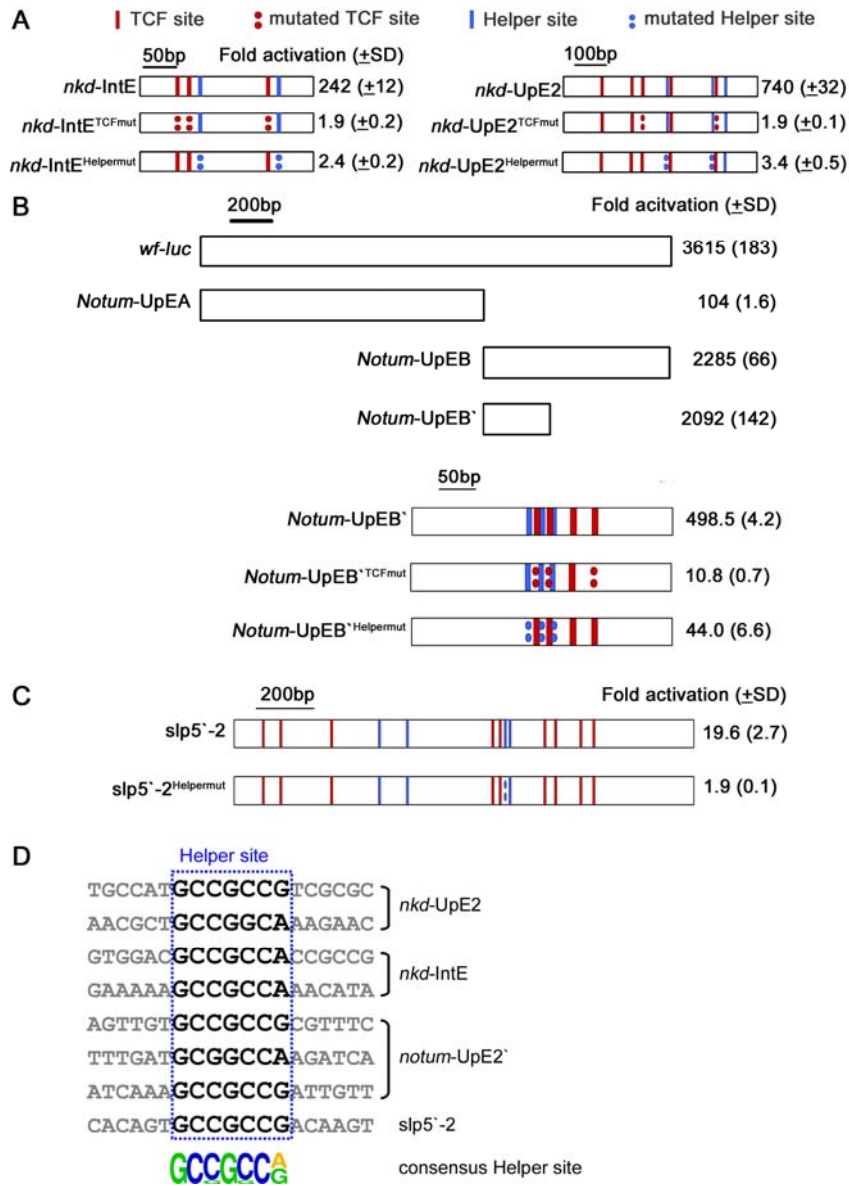 A
TCF site mutated TCF site Helper site mutated Helper site
50bp Fold activation (±SD)
nkd-IntE 242 (±12)
nkd-IntETCFmut 1.9 (±0.2)
nkd-IntEHelpermut 2.4 (±0.2)
100bp
nkd-UpE2 740 (±32)
nkd-UpE2TCFmut 1.9 (±0.1)
nkd-UpE2Helpermut 3.4 (±0.5)
B
200bp Fold acitvation (±SD)
wf-luc 3615 (183)
Notum-UpEA 104 (1.6)
Notum-UpEB 2285 (66)
Notum-UpEB` 2092 (142)
50bp
Notum-UpEB` 498.5 (4.2)
Notum-UpEB`TCFmut 10.8 (0.7)
Notum-UpEB`Helpermut 44.0 (6.6)
C
200bp Fold activation (±SD)
slp5`-2 19.6 (2.7)
slp5`-2Helpermut 1.9 (0.1)
D
Helper site
TGCCATGCCGCCGTCGCGC
AACGCTGCCGGCAAAGAAC
nkd-UpE2
GTGGACGCCGCCACCGCCG
GAAAAAGCCGCCAAACATA
nkd-IntE
AGTTGTGCCGCCGCGTTTC
TTTGATGCGGCCAAGATCA
ATCAAAGCCGCCGATTGTT
notum-UpE2`
CACAGTGCCGCCGACAAGT slp5`-2
GCCGCCAG consensus Helper site